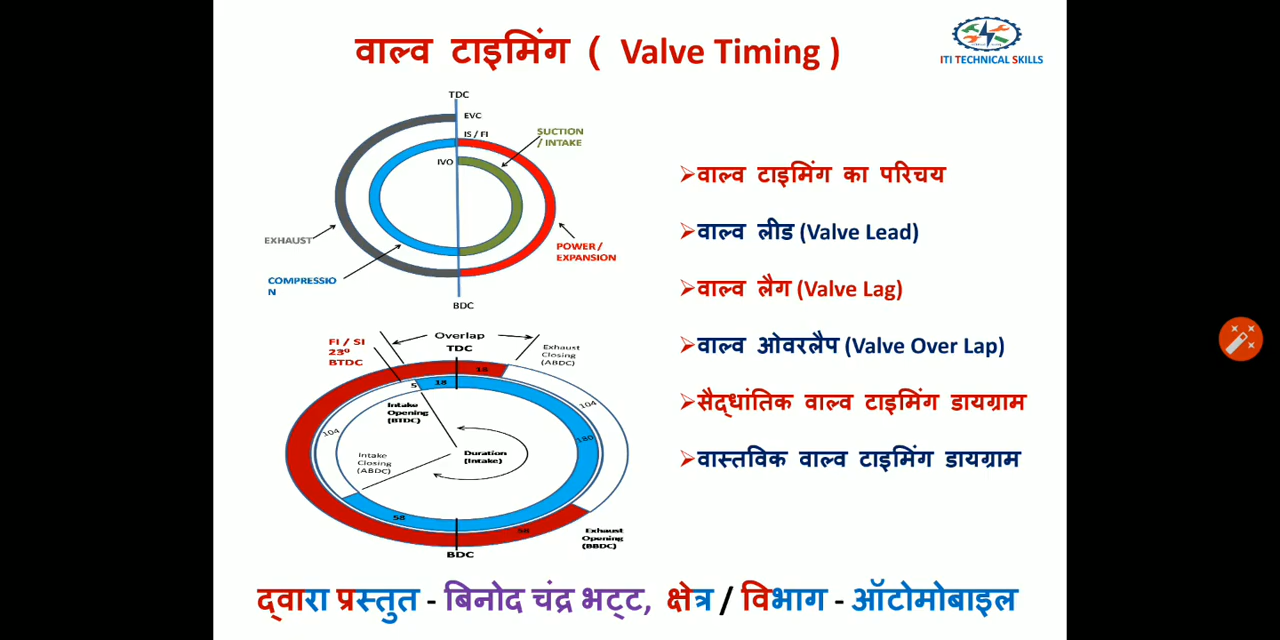 वाल्व टाइमिंग ( Valve Timing )
ITI TECHNICAL SKILLS
TDC
EVC
IS / FI
SUCTION
/ INTAKE
IVO
EXHAUST
POWER /
EXPANSION
COMPRESSIO
N
BDC
➢वाल्व टाइमिंग का परिचय
➢वाल्व लीड (Valve Lead)
➢वाल्व लैग (Valve Lag)
➢वाल्व ओवरलैप (Valve Over Lap)
➢सैद्धांतिक वाल्व टाइमिंग डायग्राम
➢वास्तविक वाल्व टाइमिंग डायग्राम
Overlap
FI / SI
23⁰
BTDC
TDC
Exhaust
Closing
(ABDC)
18
5
18
Intake
Opening
(BTDC)
104
104
180
Intake
Closing
(ABDC)
Duration
(Intake)
58
58
Exhaust
Opening
(BBDC)
BDC
द्वारा प्रस्तुत - बिनोद चंद्र भट्ट, क्षेत्र / विभाग - ऑटोमोबाइल